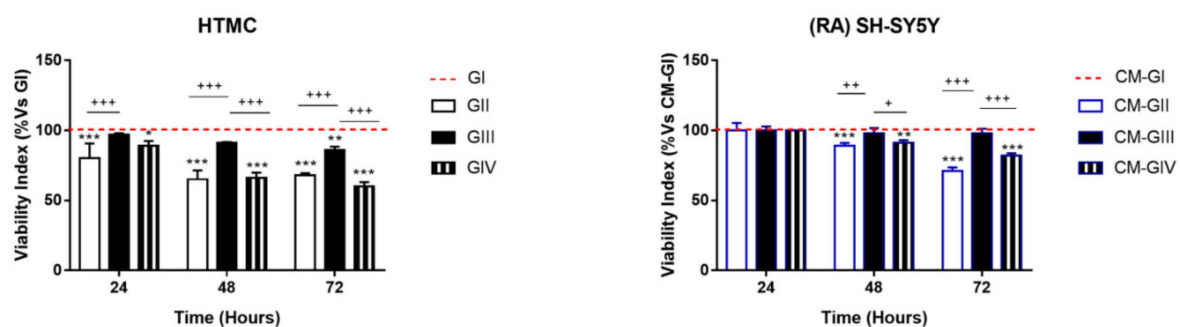 HTMC
Viability Index (%Vs GI)
150
100
50
0
+++
+++
+++
+++
+++
***
*
***
***
***
**
***
24
48
72
Time (Hours)
GI
GII
GIII
GIV
(RA) SH-SY5Y
Viability Index (%Vs CM-GI)
150
100
50
0
++
+
+++
+++
***
**
***
***
24
48
72
Time (Hours)
CM-GI
CM-GII
CM-GIII
CM-GIV